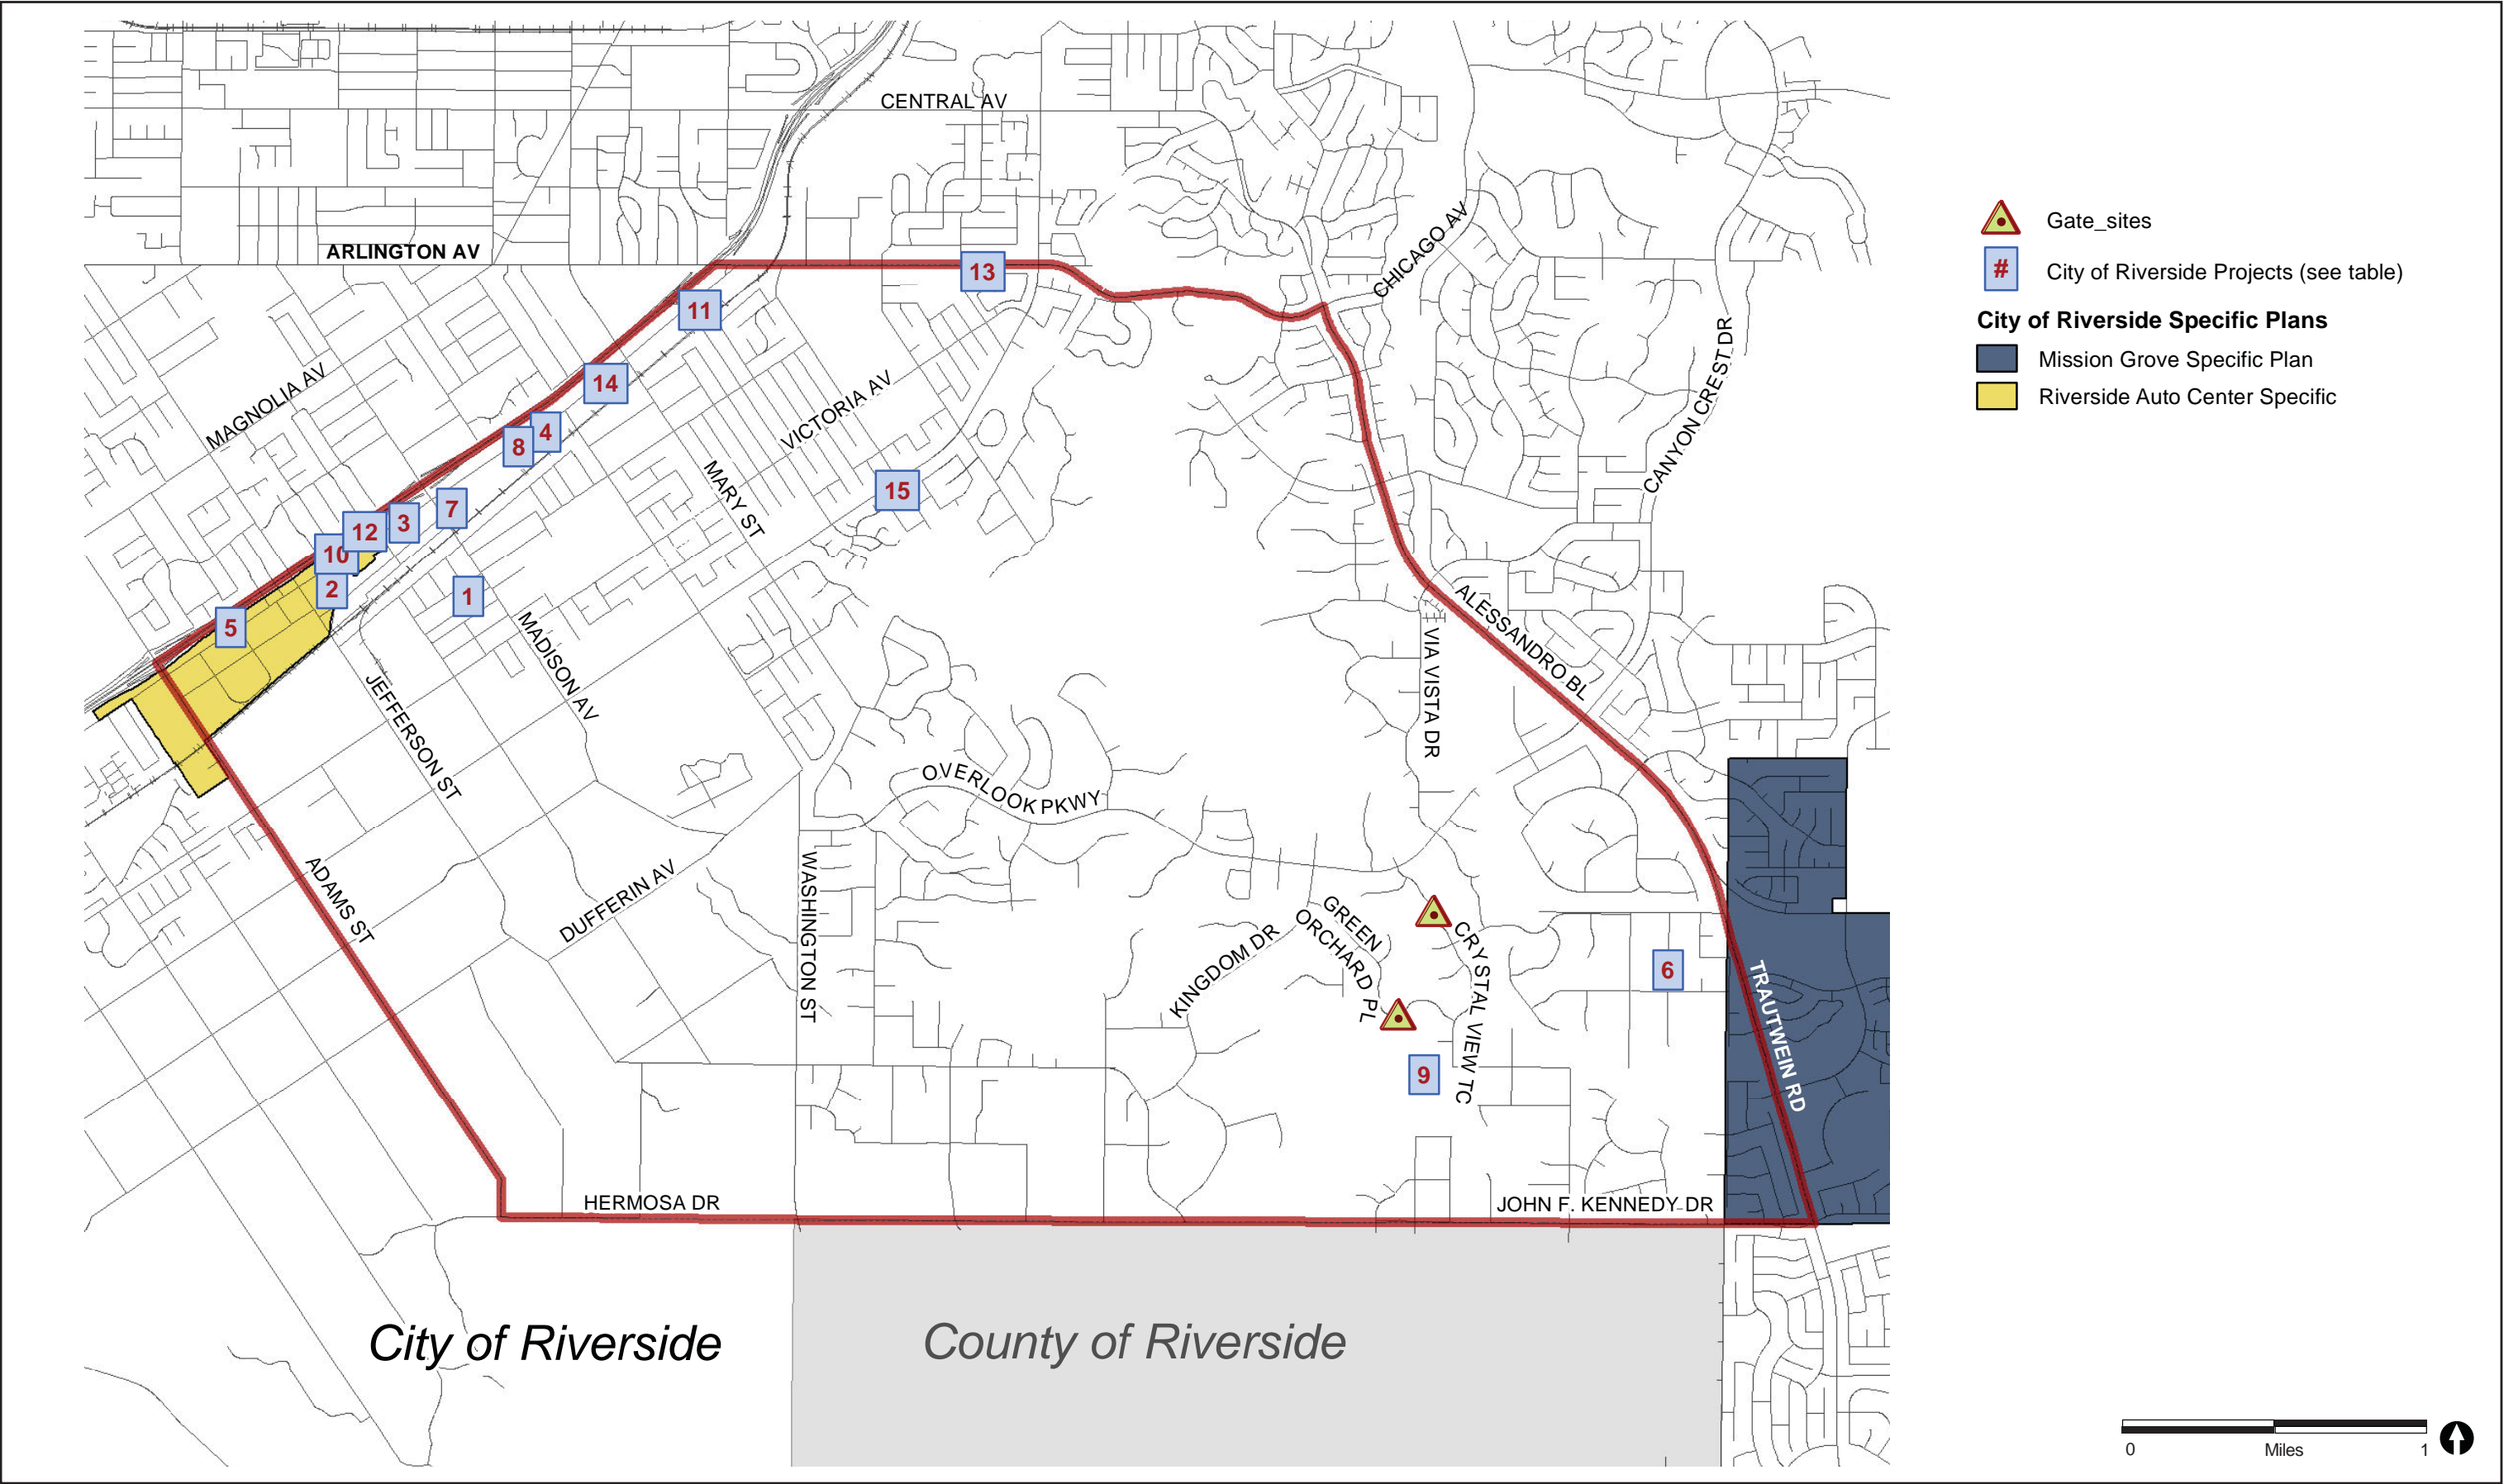 CENTRAL AV
ARLINGTON AV
CHICAGO AV
13
11
14
MAGNOLIA AV
VICTORIA AV
CANYON CREST DR
4
8
MARY ST
15
7
3
12
10
2
1
5
MADISON AV
JEFFERSON ST
ALESSANDRO BL
VIA VISTA DR
OVERLOOK PKWY
ADAMS ST
DUFFERIN AV
WASHINGTON ST
KINGDOM DR
GREEN
ORCHARD PL
CRYSTAL VIEW TC
6
TRAUTWEIN RD
9
HERMOSA DR
JOHN F. KENNEDY DR
City of Riverside
County of Riverside
Gate_sites
# City of Riverside Projects (see table)
City of Riverside Specific Plans
Mission Grove Specific Plan
Riverside Auto Center Specific
0 Miles 1